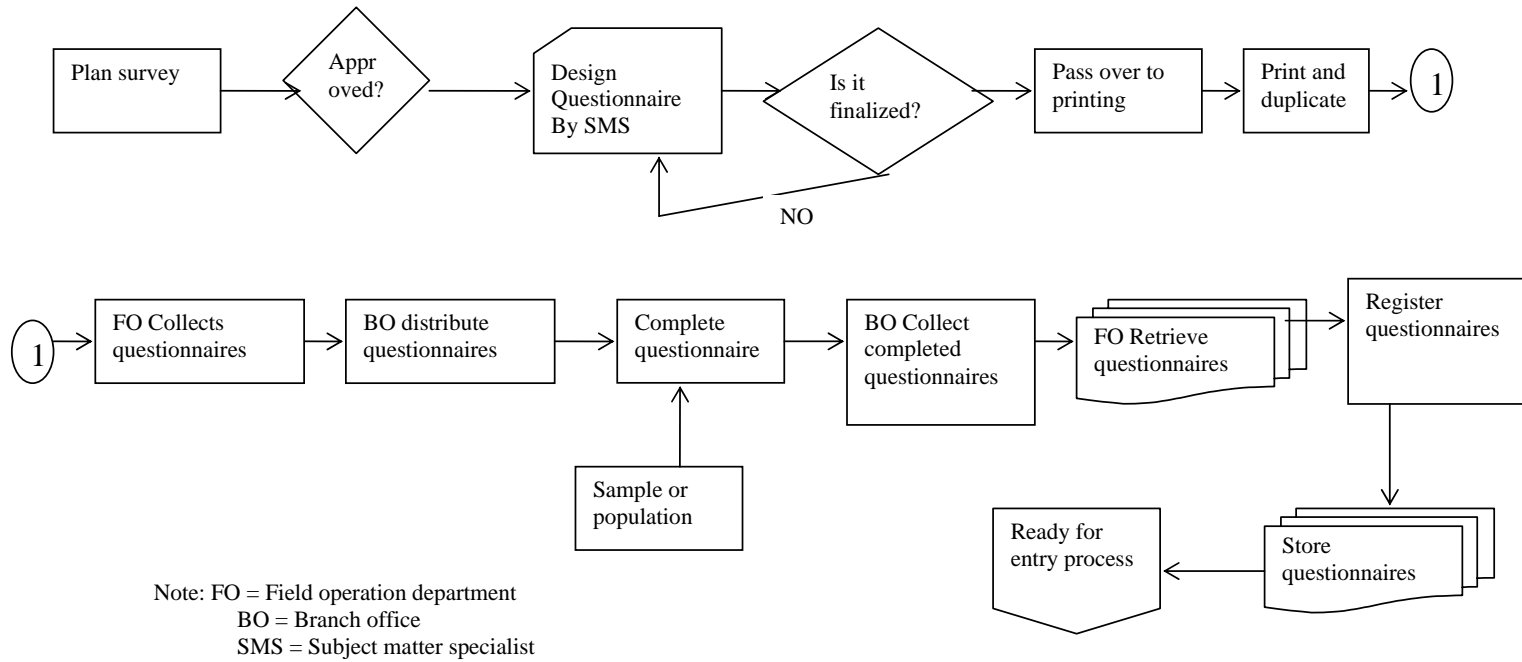 Plan survey
Appr
oved?
Design
Questionnaire
By SMS
Is it
finalized?
NO
Pass over to
printing
Print and
duplicate
1
1
FO Collects
questionnaires
BO distribute
questionnaires
Complete
questionnaire
Sample or
population
BO Collect
completed
questionnaires
FO Retrieve
questionnaires
Register
questionnaires
Store
questionnaires
Ready for
entry process
Note: FO = Field operation department
BO = Branch office
SMS = Subject matter specialist